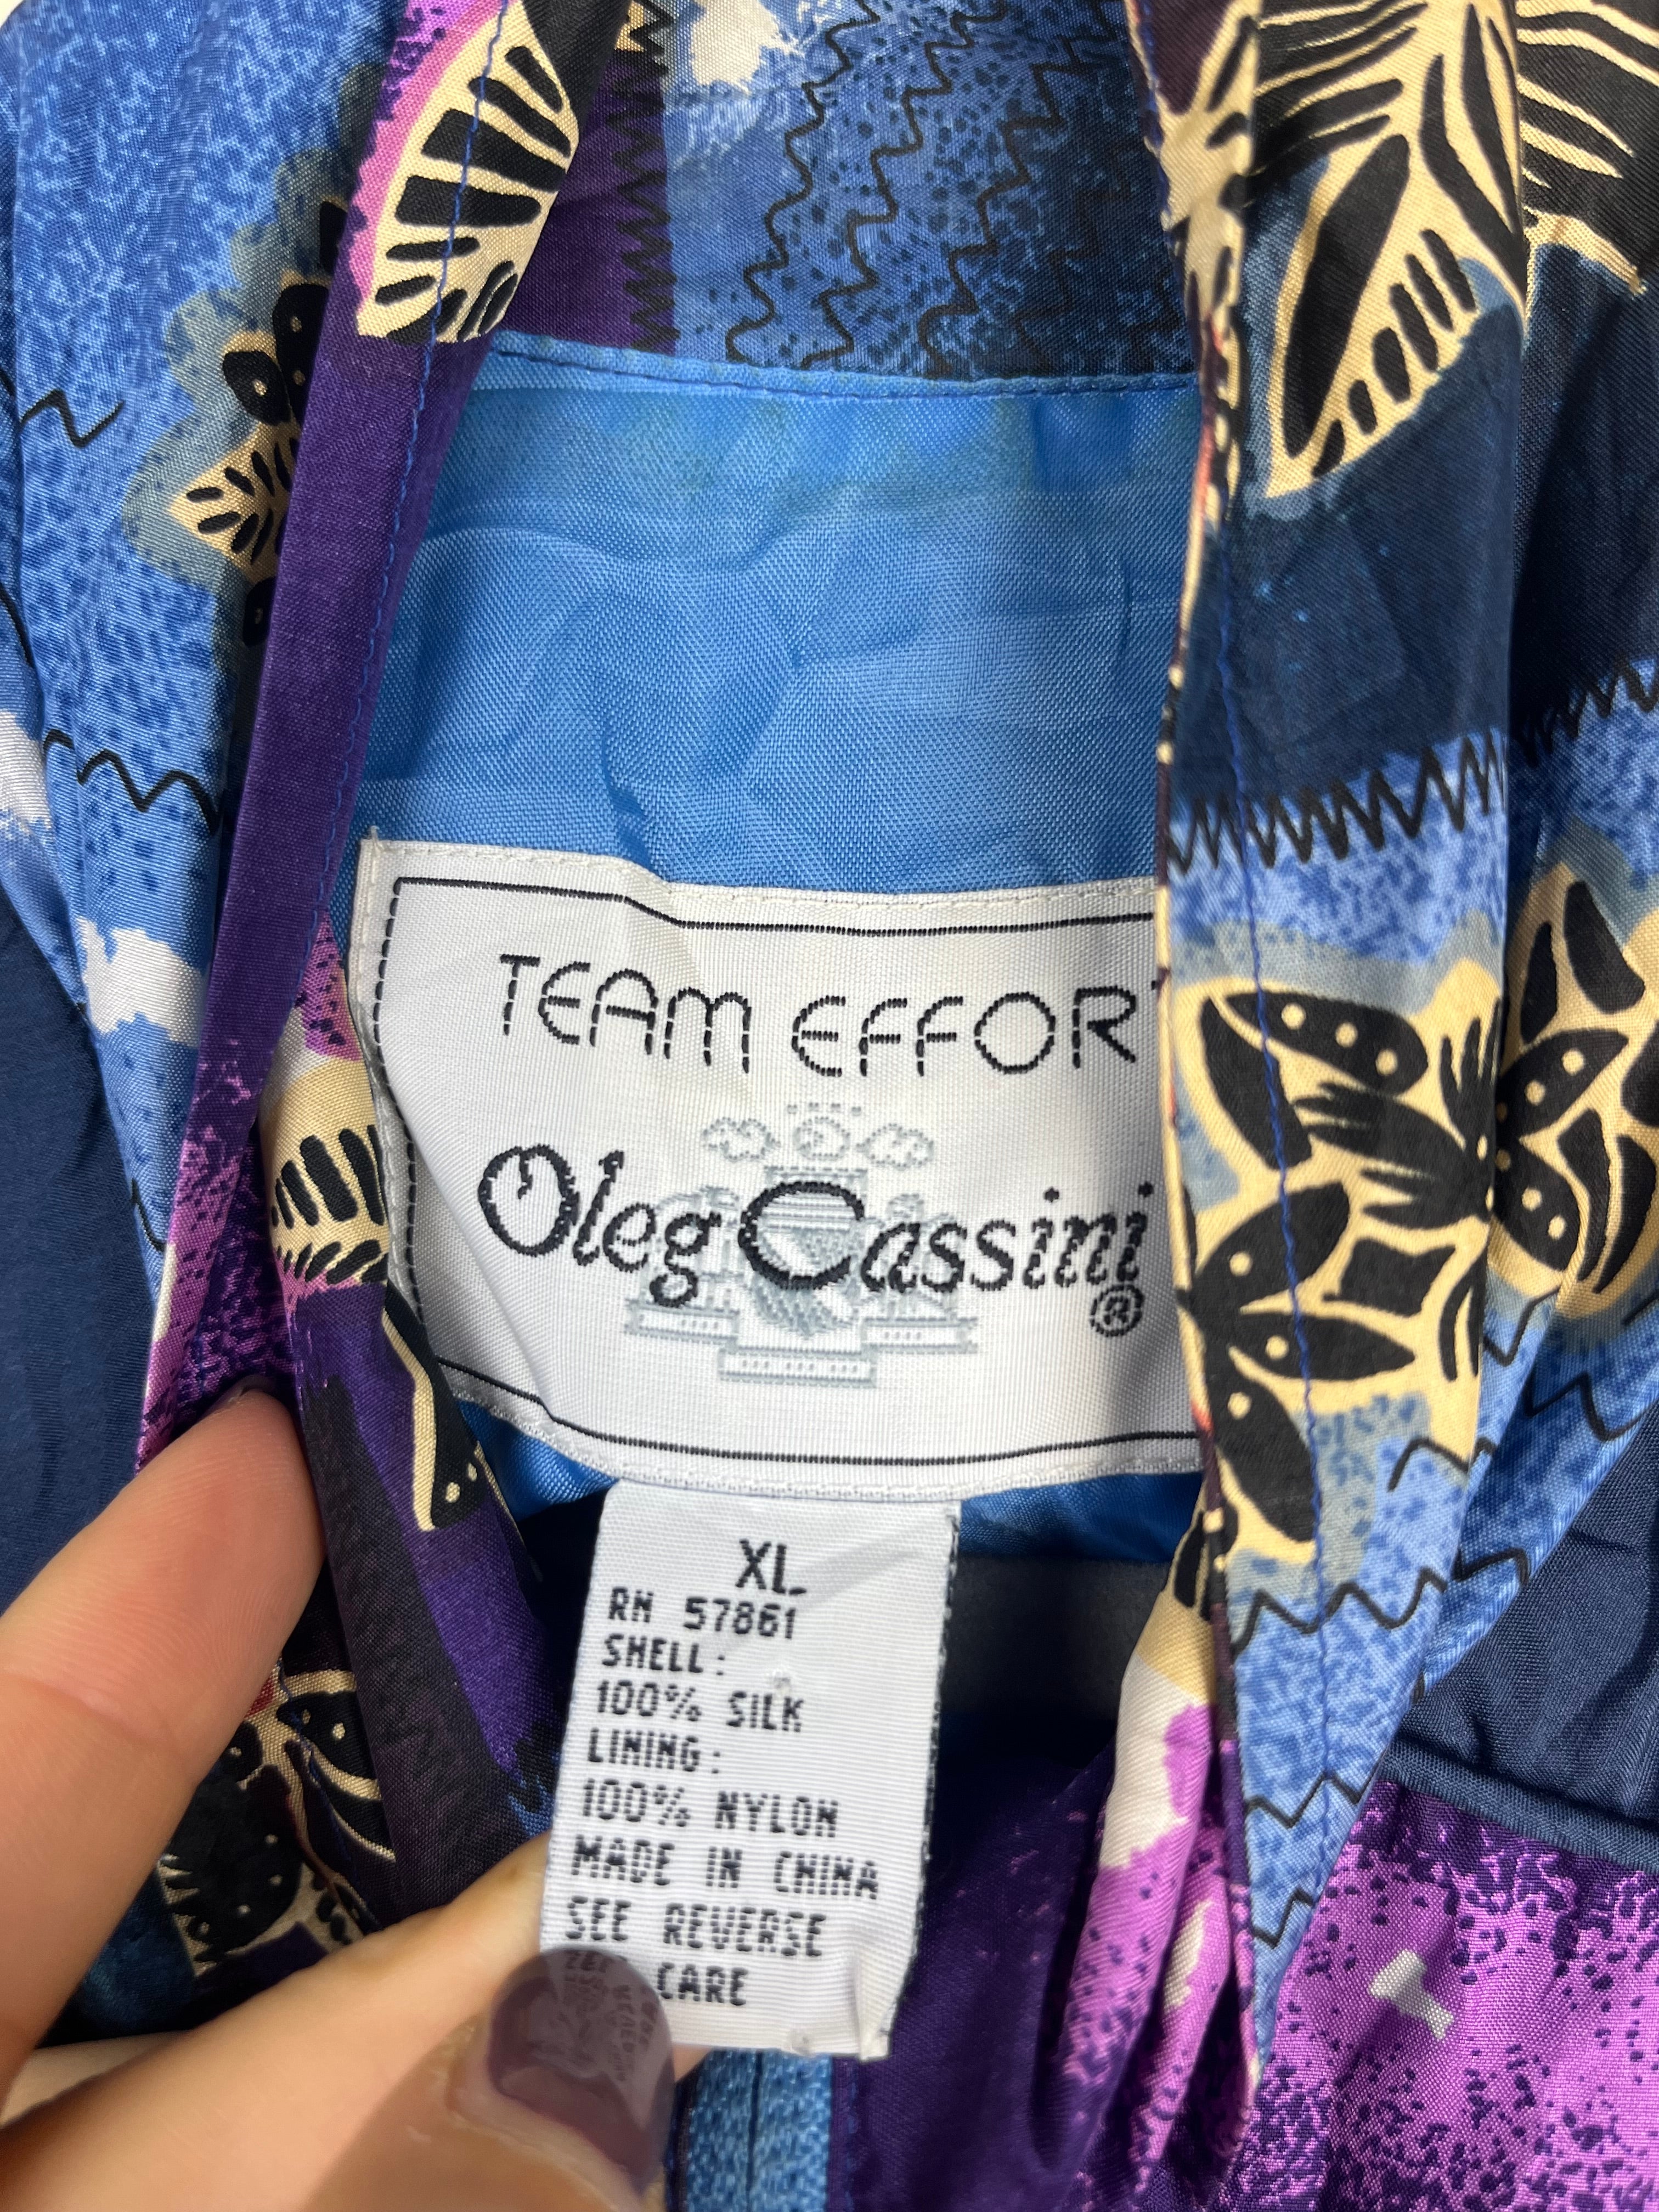 TEAM EFFORT
Oleg Cassini ®
XL
RN 57861
SHELL:
100% SILK
LINING:
100% NYLON
MADE IN CHINA
SEE REVERSE
CARE